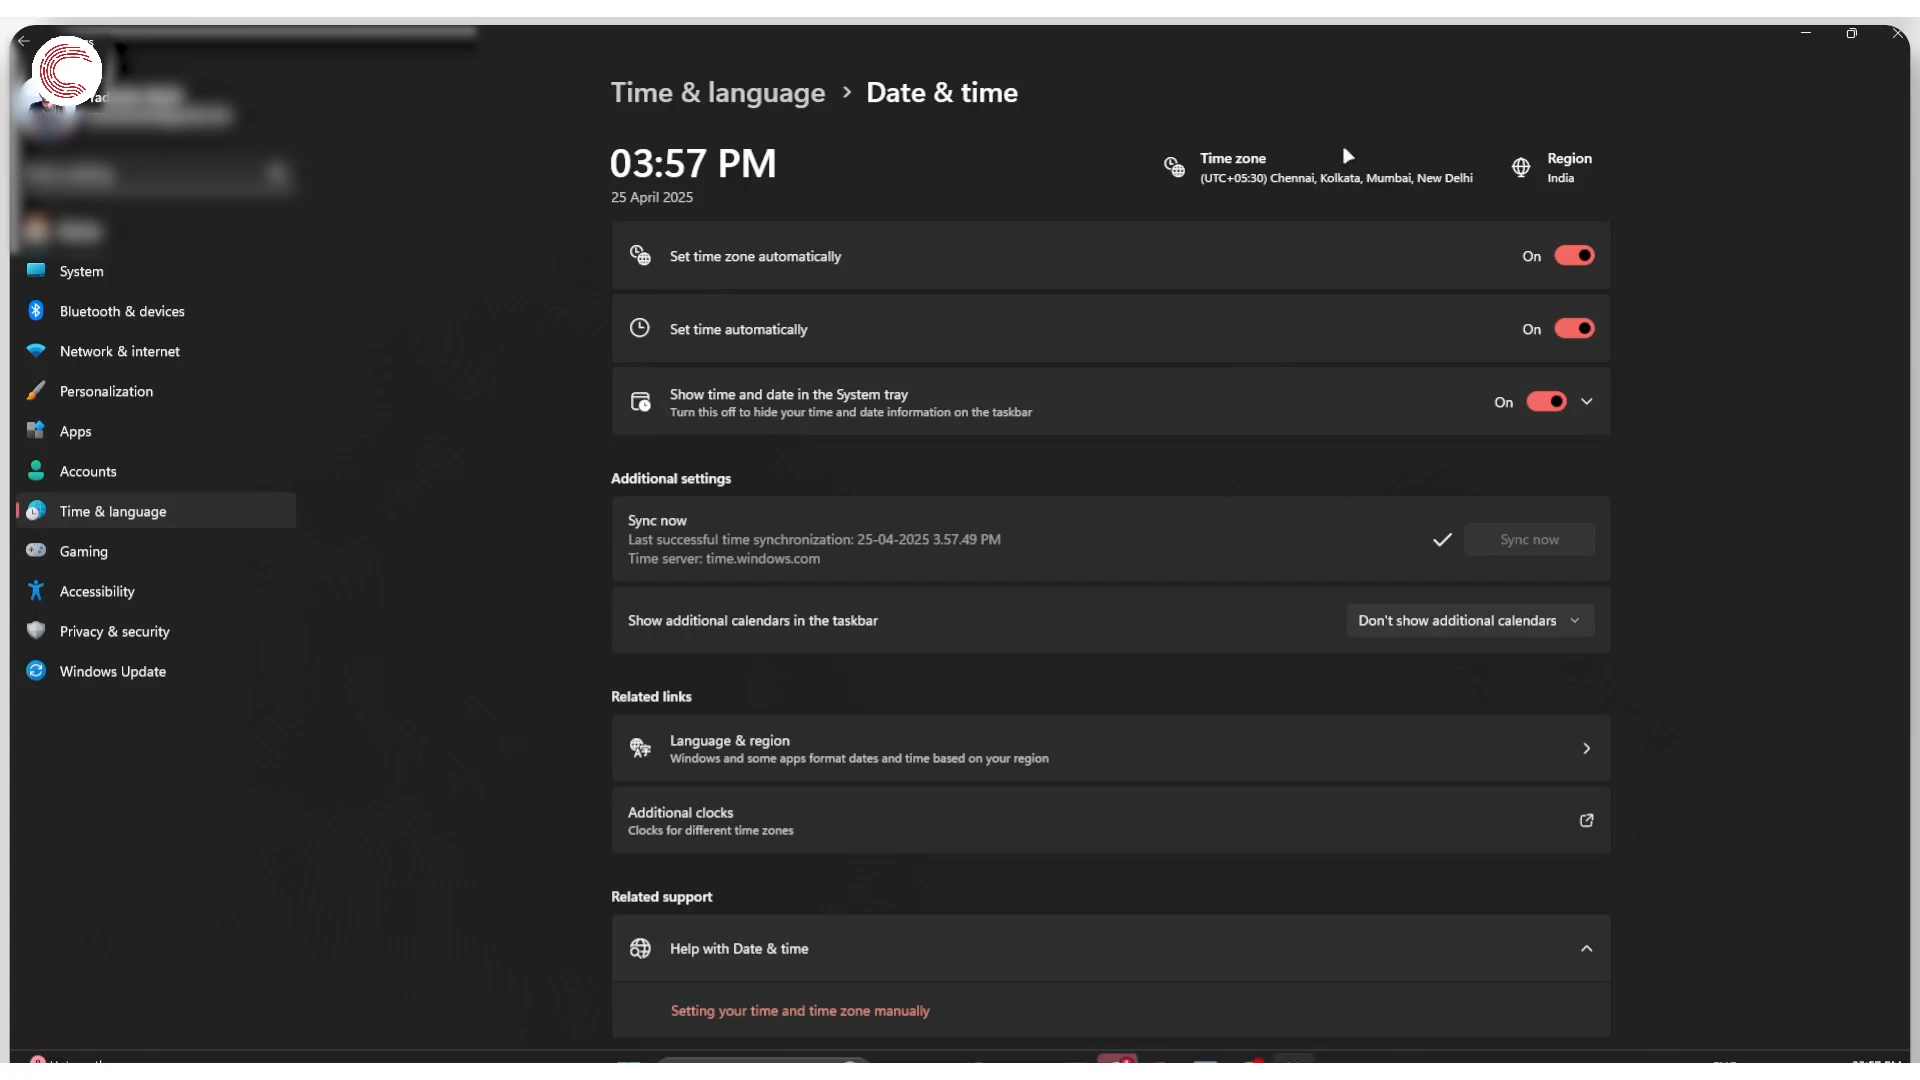 Time & language > Date & time
03:57 PM
25 April 2025
Time zone
(UTC+05:30) Chennai, Kolkata, Mumbai, New Delhi
Region
India
Set time zone automatically
On
Set time automatically
On
Show time and date in the System tray
Turn this off to hide your time and date information on the taskbar
On
System
Bluetooth & devices
Network & internet
Personalization
Apps
Accounts
Time & language
Gaming
Accessibility
Privacy & security
Windows Update
Additional settings
Sync now
Last successful time synchronization: 25-04-2025 3.57.49 PM
Time server: time.windows.com
Sync now
Show additional calendars in the taskbar
Don't show additional calendars
Related links
Language & region
Windows and some apps format dates and time based on your region
Additional clocks
Clocks for different time zones
Related support
Help with Date & time
Setting your time and time zone manually